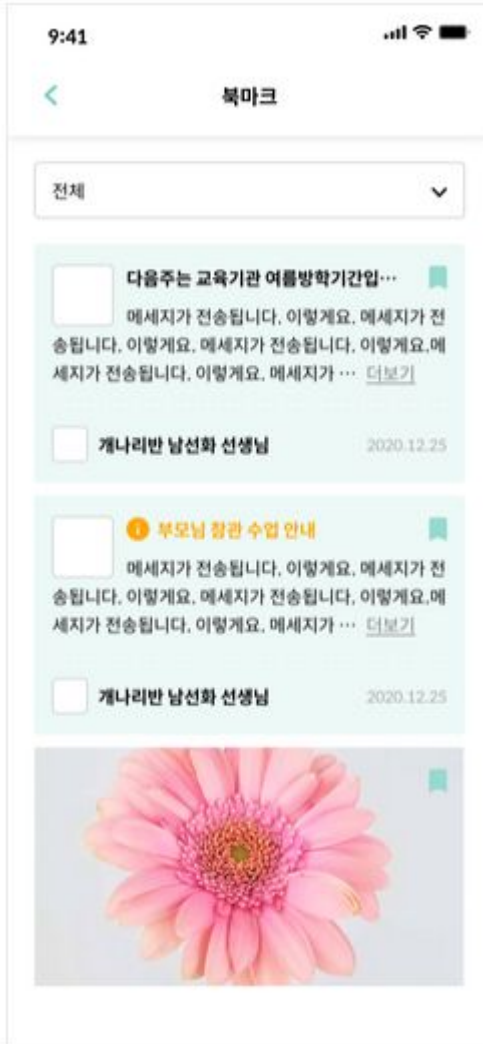 9:41
북마크
전체
다음주는 교육기관 여름방학기간입…
메세지가 전송됩니다. 이렇게요. 메세지가 전
송됩니다. 이렇게요. 메세지가 전송됩니다. 이렇게요.메
세지가 전송됩니다. 이렇게요. 메세지가 … 더보기
개나리반 남선화 선생님 2020.12.25
부모님 참관 수업 안내
메세지가 전송됩니다. 이렇게요. 메세지가 전
송됩니다. 이렇게요. 메세지가 전송됩니다. 이렇게요.메
세지가 전송됩니다. 이렇게요. 메세지가 … 더보기
개나리반 남선화 선생님 2020.12.25